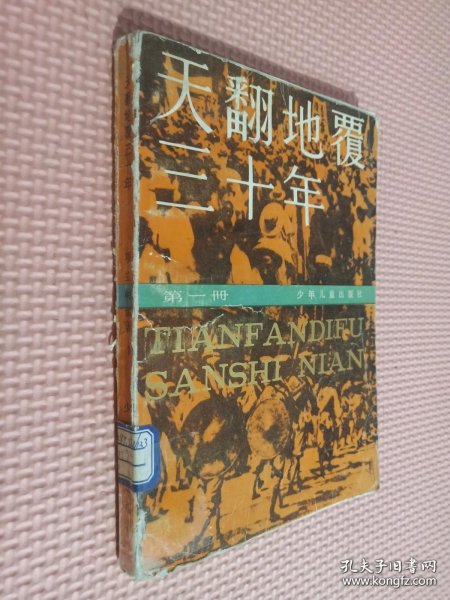 天翻地覆
三十年
第一册
少年儿童出版社
TIANFANDIFU
SANSHI NIAN
孔夫子旧书网
www.kongfz.com